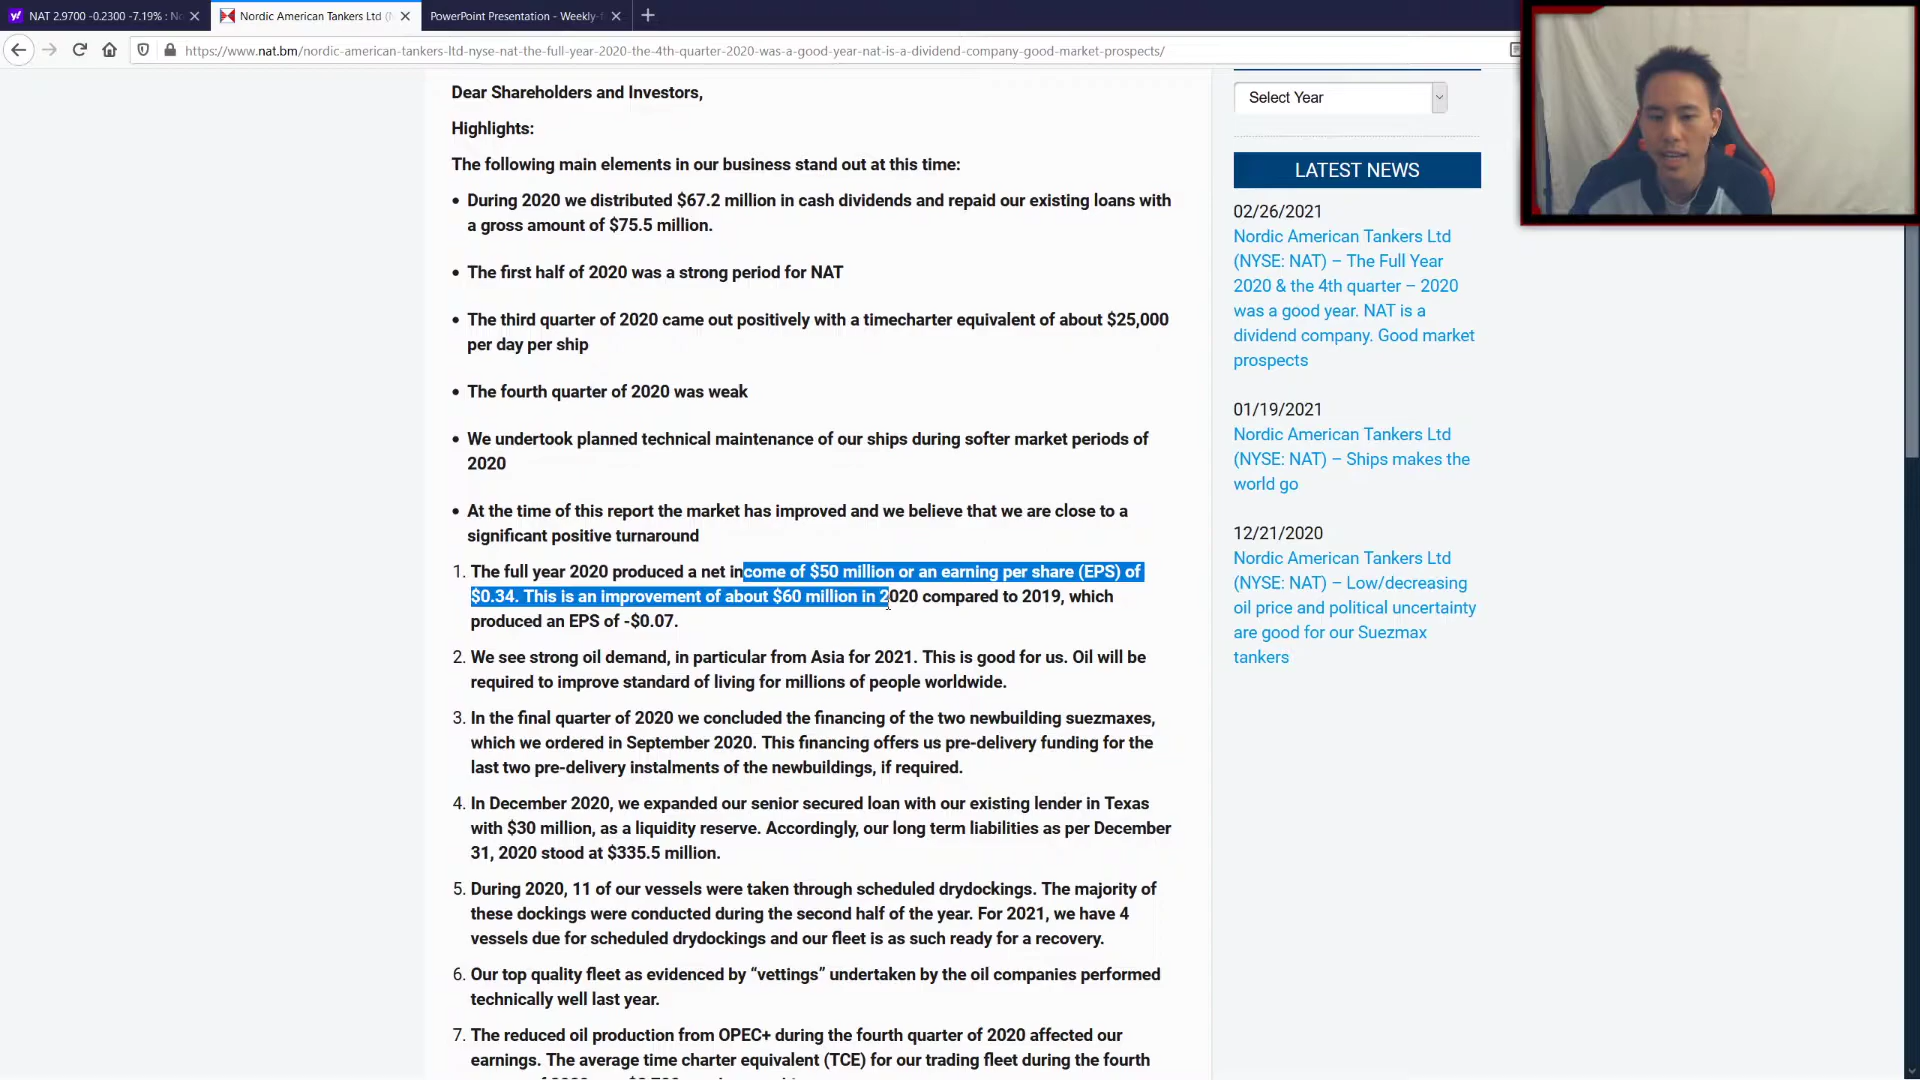 NAT 2.9700 -0.2300 -7.19% : No
Nordic American Tankers Ltd (N
PowerPoint Presentation - Weekly-f
https://www.nat.bm/nordic-american-tankers-ltd-nyse-nat-the-full-year-2020-the-4th-quarter-2020-was-a-good-year-nat-is-a-dividend-company-good-market-prospects/
Dear Shareholders and Investors,
Highlights:
The following main elements in our business stand out at this time:
• During 2020 we distributed $67.2 million in cash dividends and repaid our existing loans with
a gross amount of $75.5 million.
• The first half of 2020 was a strong period for NAT
• The third quarter of 2020 came out positively with a timecharter equivalent of about $25,000
per day per ship
• The fourth quarter of 2020 was weak
• We undertook planned technical maintenance of our ships during softer market periods of
2020
• At the time of this report the market has improved and we believe that we are close to a
significant positive turnaround
1. The full year 2020 produced a net income of $50 million or an earning per share (EPS) of
$0.34. This is an improvement of about $60 million in 2020 compared to 2019, which
produced an EPS of -$0.07.
2. We see strong oil demand, in particular from Asia for 2021. This is good for us. Oil will be
required to improve standard of living for millions of people worldwide.
3. In the final quarter of 2020 we concluded the financing of the two newbuilding suezmaxes,
which we ordered in September 2020. This financing offers us pre-delivery funding for the
last two pre-delivery instalments of the newbuildings, if required.
4. In December 2020, we expanded our senior secured loan with our existing lender in Texas
with $30 million, as a liquidity reserve. Accordingly, our long term liabilities as per December
31, 2020 stood at $335.5 million.
5. During 2020, 11 of our vessels were taken through scheduled drydockings. The majority of
these dockings were conducted during the second half of the year. For 2021, we have 4
vessels due for scheduled drydockings and our fleet is as such ready for a recovery.
6. Our top quality fleet as evidenced by “vettings” undertaken by the oil companies performed
technically well last year.
7. The reduced oil production from OPEC+ during the fourth quarter of 2020 affected our
earnings. The average time charter equivalent (TCE) for our trading fleet during the fourth
Select Year
LATEST NEWS
02/26/2021
Nordic American Tankers Ltd
(NYSE: NAT) – The Full Year
2020 & the 4th quarter – 2020
was a good year. NAT is a
dividend company. Good market
prospects
01/19/2021
Nordic American Tankers Ltd
(NYSE: NAT) – Ships makes the
world go
12/21/2020
Nordic American Tankers Ltd
(NYSE: NAT) – Low/decreasing
oil price and political uncertainty
are good for our Suezmax
tankers